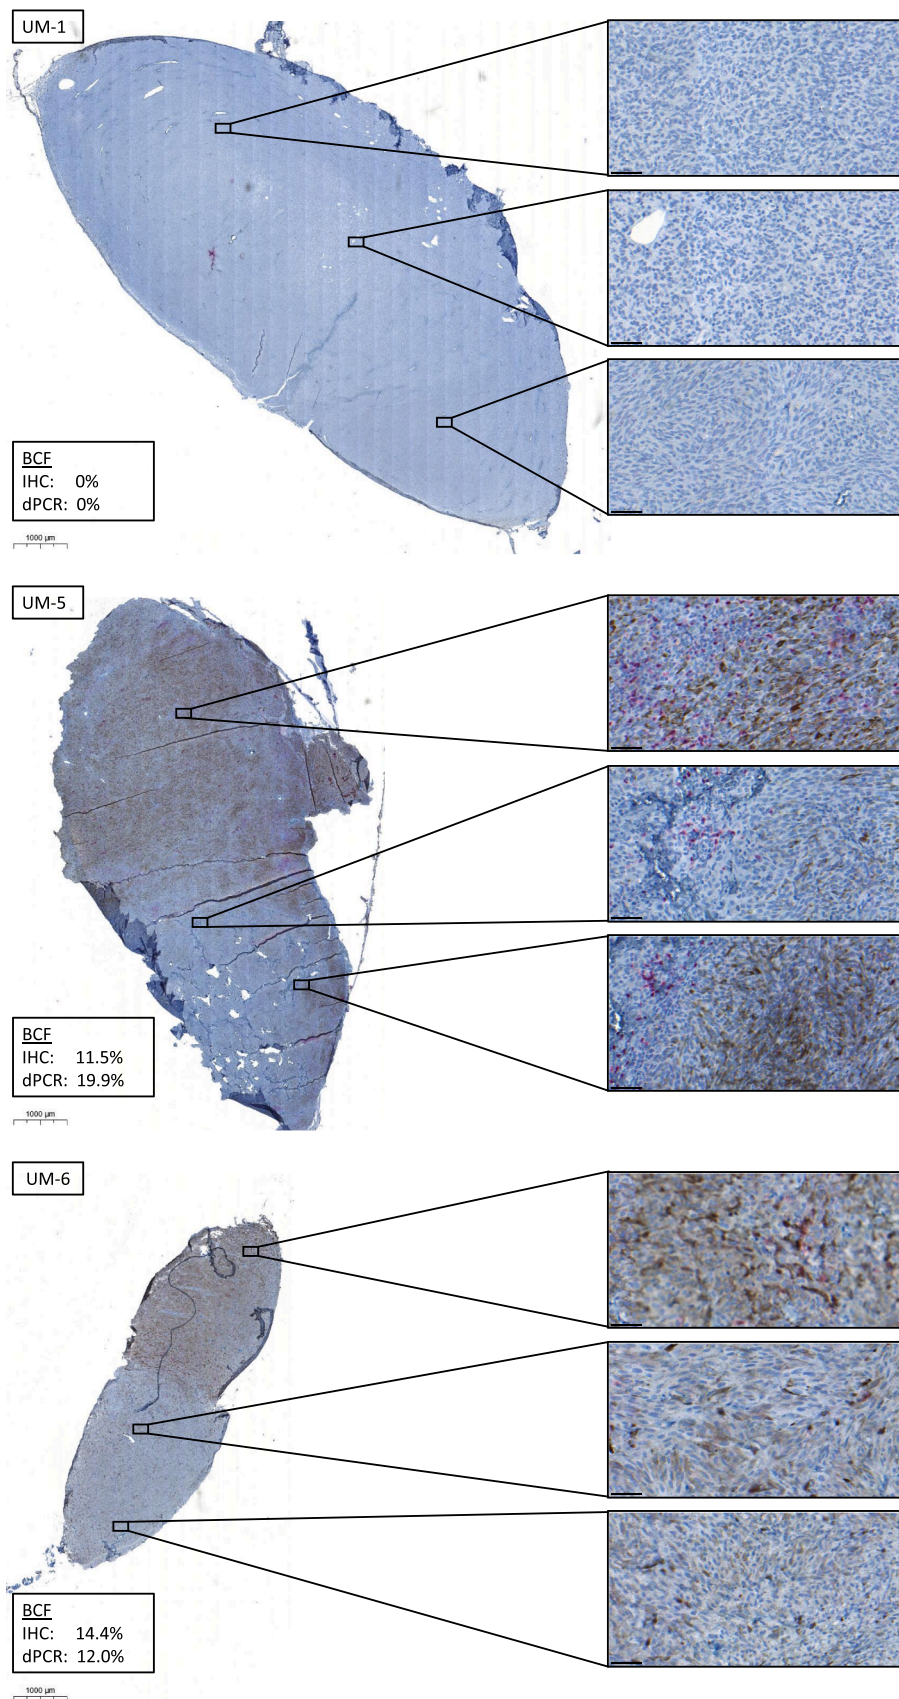 UM-1
BCF
IHC: 0%
dPCR: 0%
1000 µm
UM-5
BCF
IHC: 11.5%
dPCR: 19.9%
1000 µm
UM-6
BCF
IHC: 14.4%
dPCR: 12.0%
1000 µm